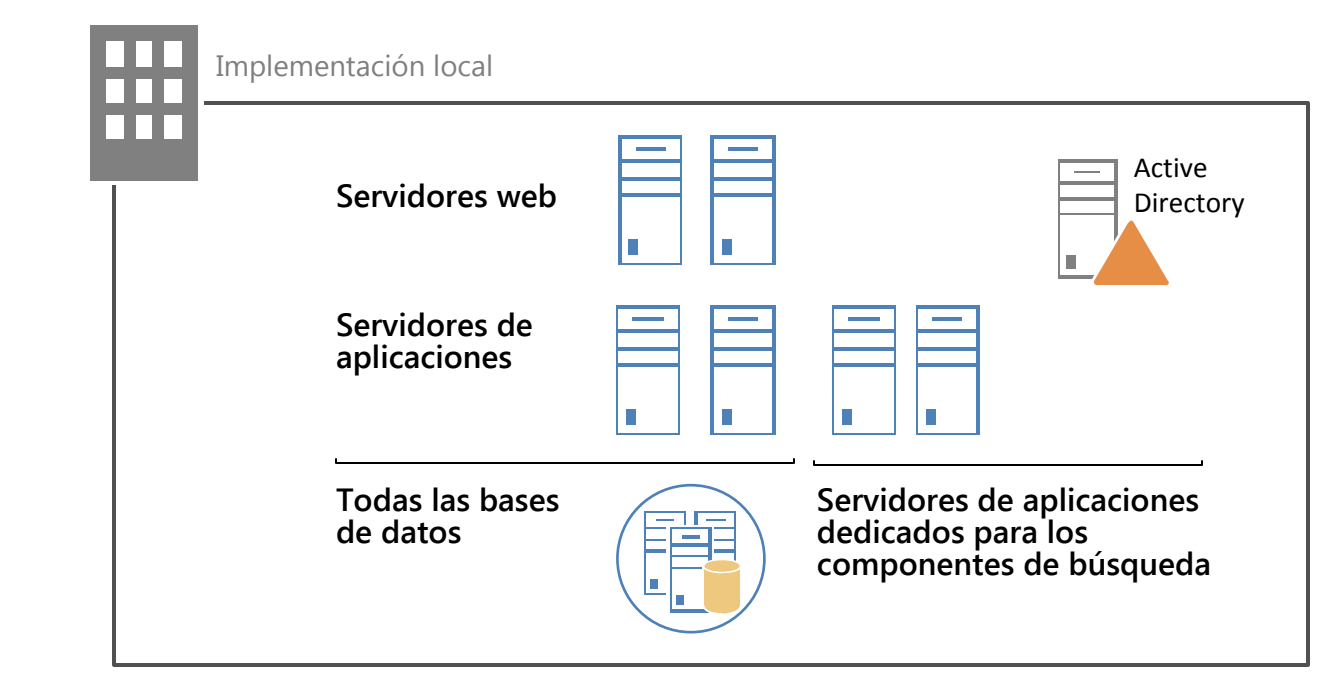 Implementación local
Servidores web
Active
Directory
Servidores de
aplicaciones
Todas las bases
de datos
Servidores de aplicaciones
dedicados para los
componentes de búsqueda